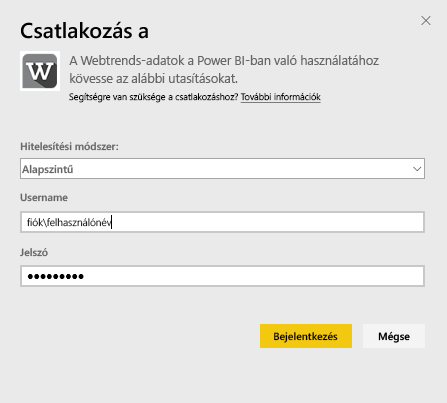 Csatlakozás a
W
A Webtrends-adatok a Power BI-ban való használatához
kövesse az alábbi utasításokat.
Segítségre van szüksége a csatlakozáshoz? További információk
Hitelesítési módszer:
Alapszintű
Username
fiók\felhasználónév
Jelszó
•••••••••
Bejelentkezés Mégse